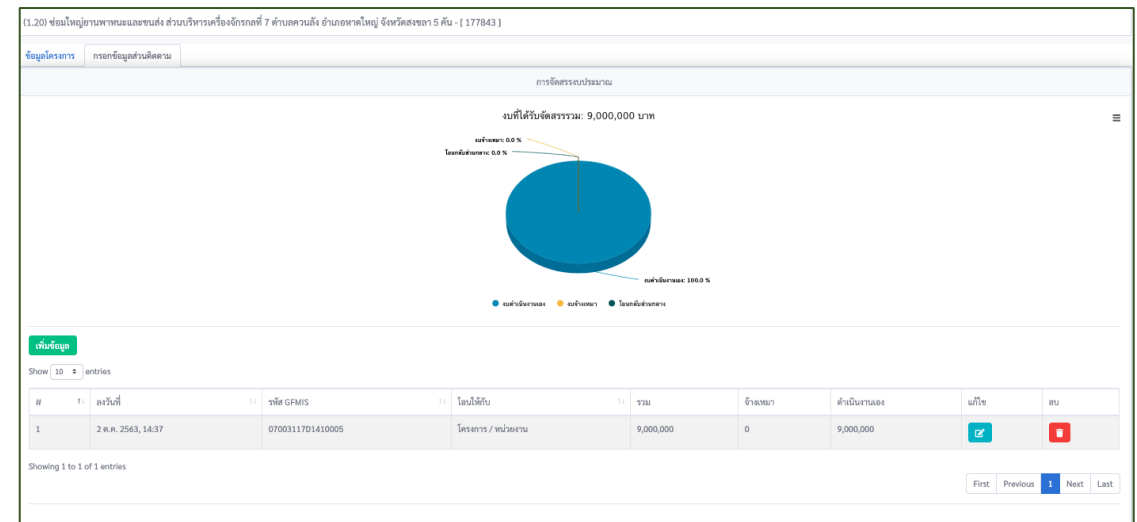 (1.20) ซ่อมใหญ่ยานพาหนะและขนส่ง ส่วนบริหารเครื่องจักรกลที่ 7 ตำบลควนลัง อำเภอหาดใหญ่ จังหวัดสงขลา 5 คัน - [ 177843 ]
ข้อมูลโครงการ กรอกข้อมูลส่วนติดตาม
การจัดสรรงบประมาณ
งบที่ได้รับจัดสรรรวม: 9,000,000 บาท
งบจ้างเหมา: 0.0 %
โอนกลับส่วนกลาง: 0.0 %
งบดำเนินงานเอง: 100.0 %
งบดำเนินงานเอง งบจ้างเหมา โอนกลับส่วนกลาง
เพิ่มข้อมูล
Show 10 entries
# ลงวันที่ รหัส GFMIS โอนให้กับ รวม จ้างเหมา ดำเนินงานเอง แก้ไข ลบ
1 2 ต.ค. 2563, 14:37 07003117D1410005 โครงการ / หน่วยงาน 9,000,000 0 9,000,000
Showing 1 to 1 of 1 entries
First Previous 1 Next Last